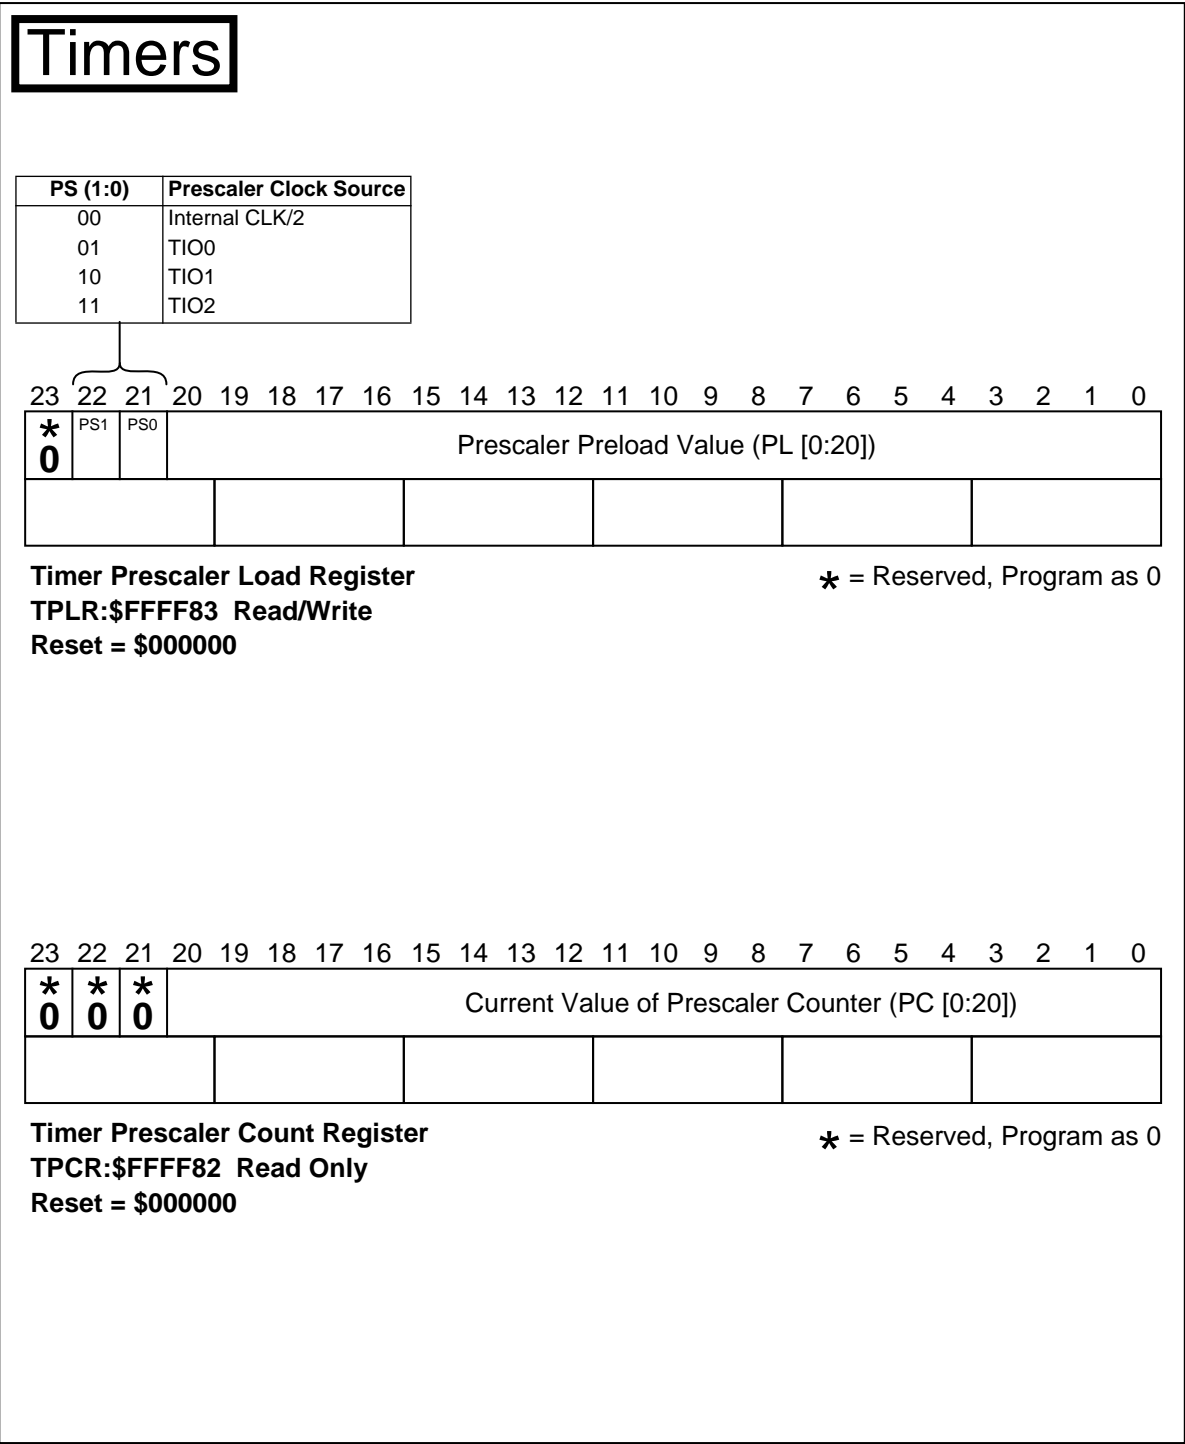 Timers
PS (1:0) Prescaler Clock Source
00 Internal CLK/2
01 TIO0
10 TIO1
11 TIO2
23 22 21 20 19 18 17 16 15 14 13 12 11 10 9 8 7 6 5 4 3 2 1 0
* PS1 PS0 Prescaler Preload Value (PL [0:20])
0
Timer Prescaler Load Register * = Reserved, Program as 0
TPLR:$FFFF83 Read/Write
Reset = $000000
23 22 21 20 19 18 17 16 15 14 13 12 11 10 9 8 7 6 5 4 3 2 1 0
* * * Current Value of Prescaler Counter (PC [0:20])
0 0 0
Timer Prescaler Count Register * = Reserved, Program as 0
TPCR:$FFFF82 Read Only
Reset = $000000